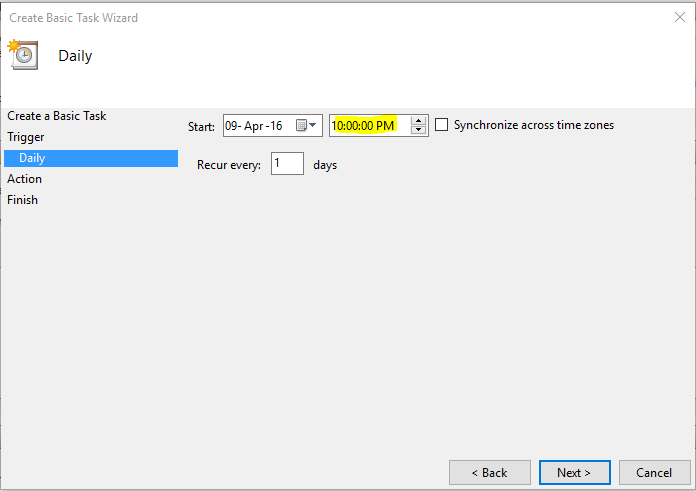 Create Basic Task Wizard
Daily
Create a Basic Task
Trigger
Daily
Action
Finish
Start: 09- Apr -16 10:00:00 PM Synchronize across time zones
Recur every: 1 days
< Back Next > Cancel